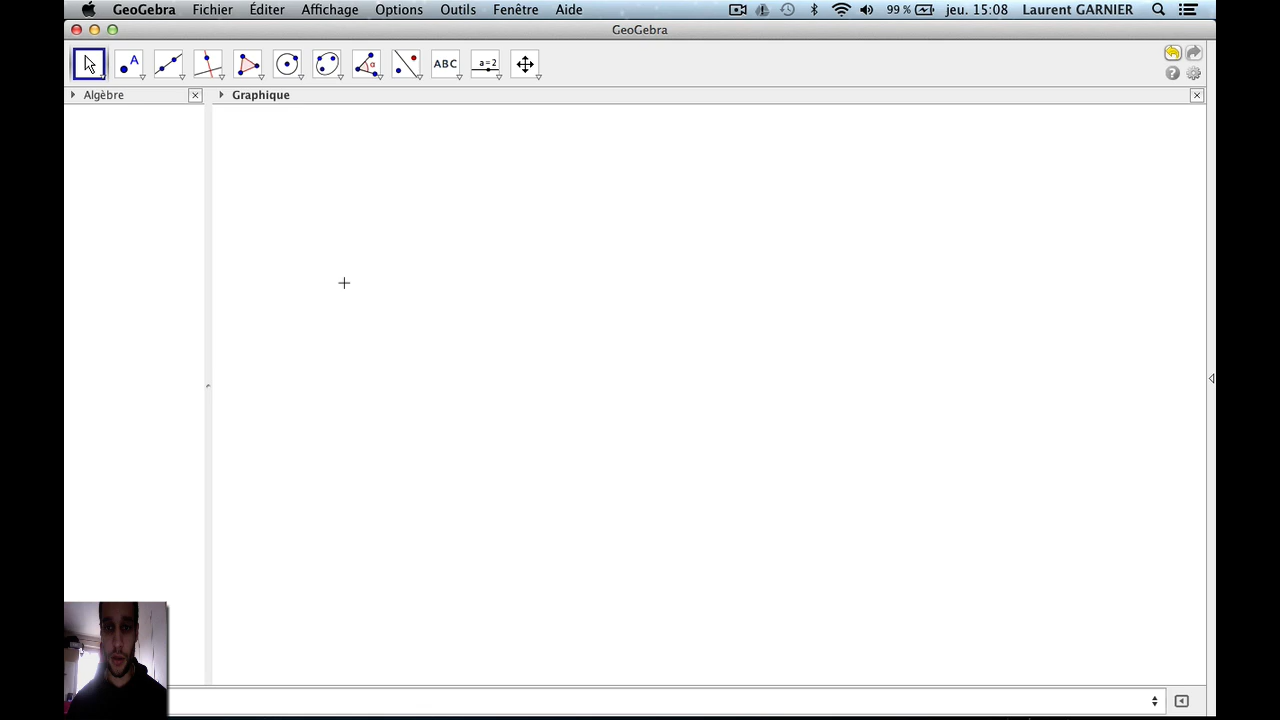 GeoGebra Fichier Éditer Affichage Options Outils Fenêtre Aide 99 % jeu. 15:08 Laurent GARNIER
GeoGebra
A α ABC a=2
?
Algèbre Graphique